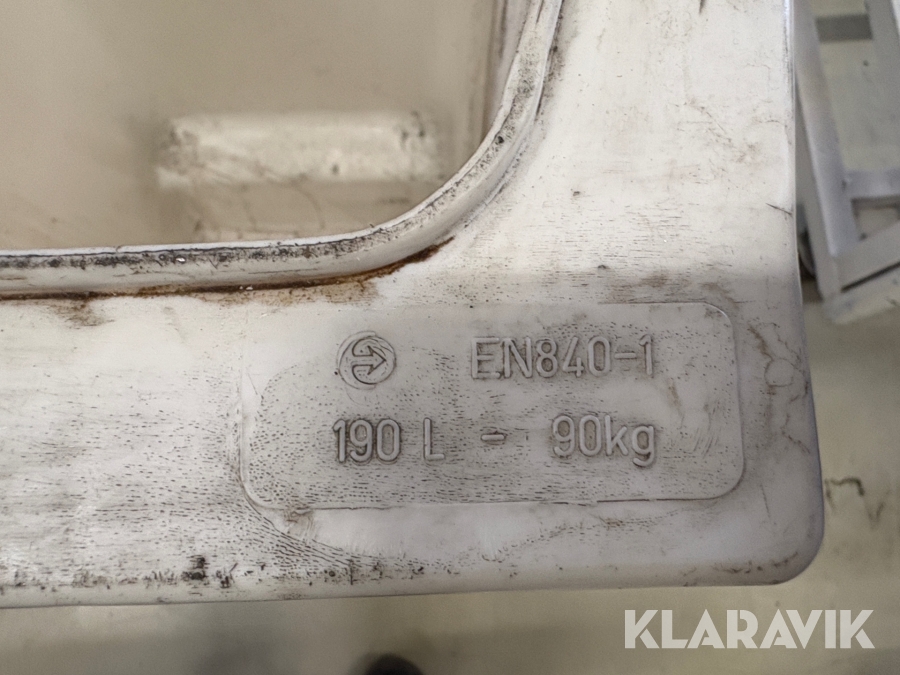 EN840-1
190 L - 90kg
KLARAVIK